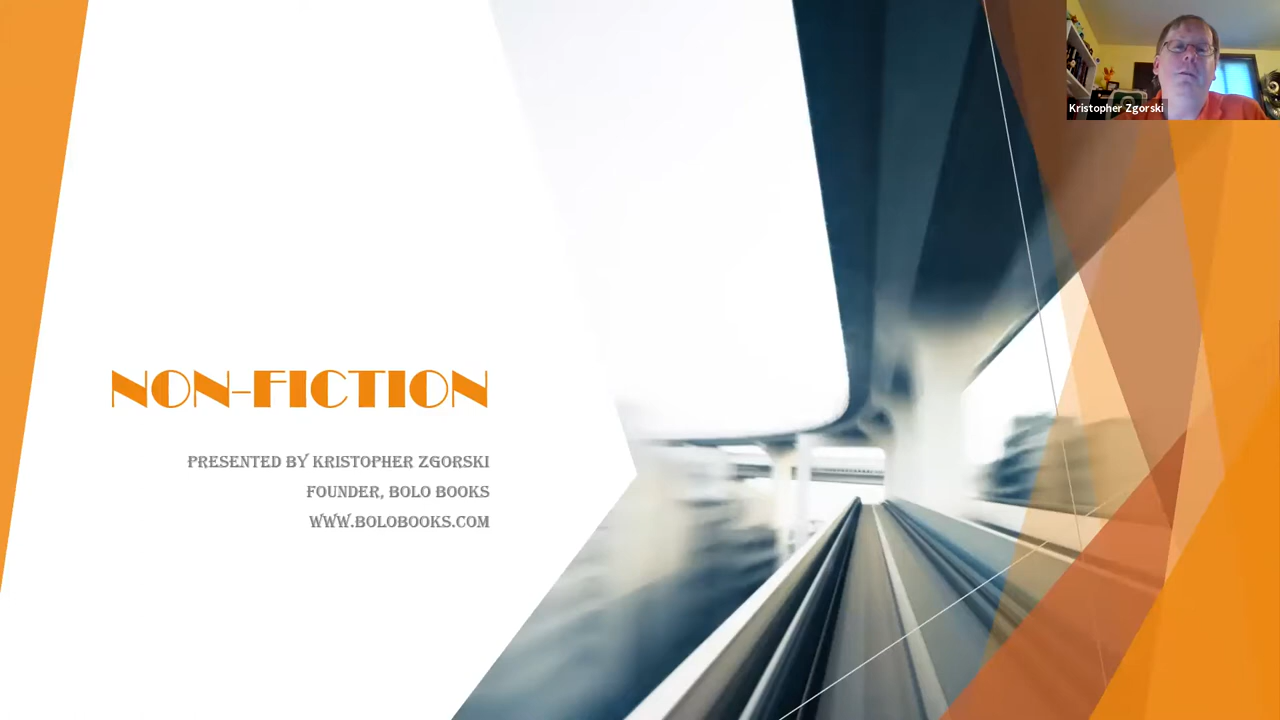 Kristopher Zgorski
NON-FICTION
PRESENTED BY KRISTOPHER ZGORSKI
FOUNDER, BOLO BOOKS
WWW.BOLOBOOKS.COM